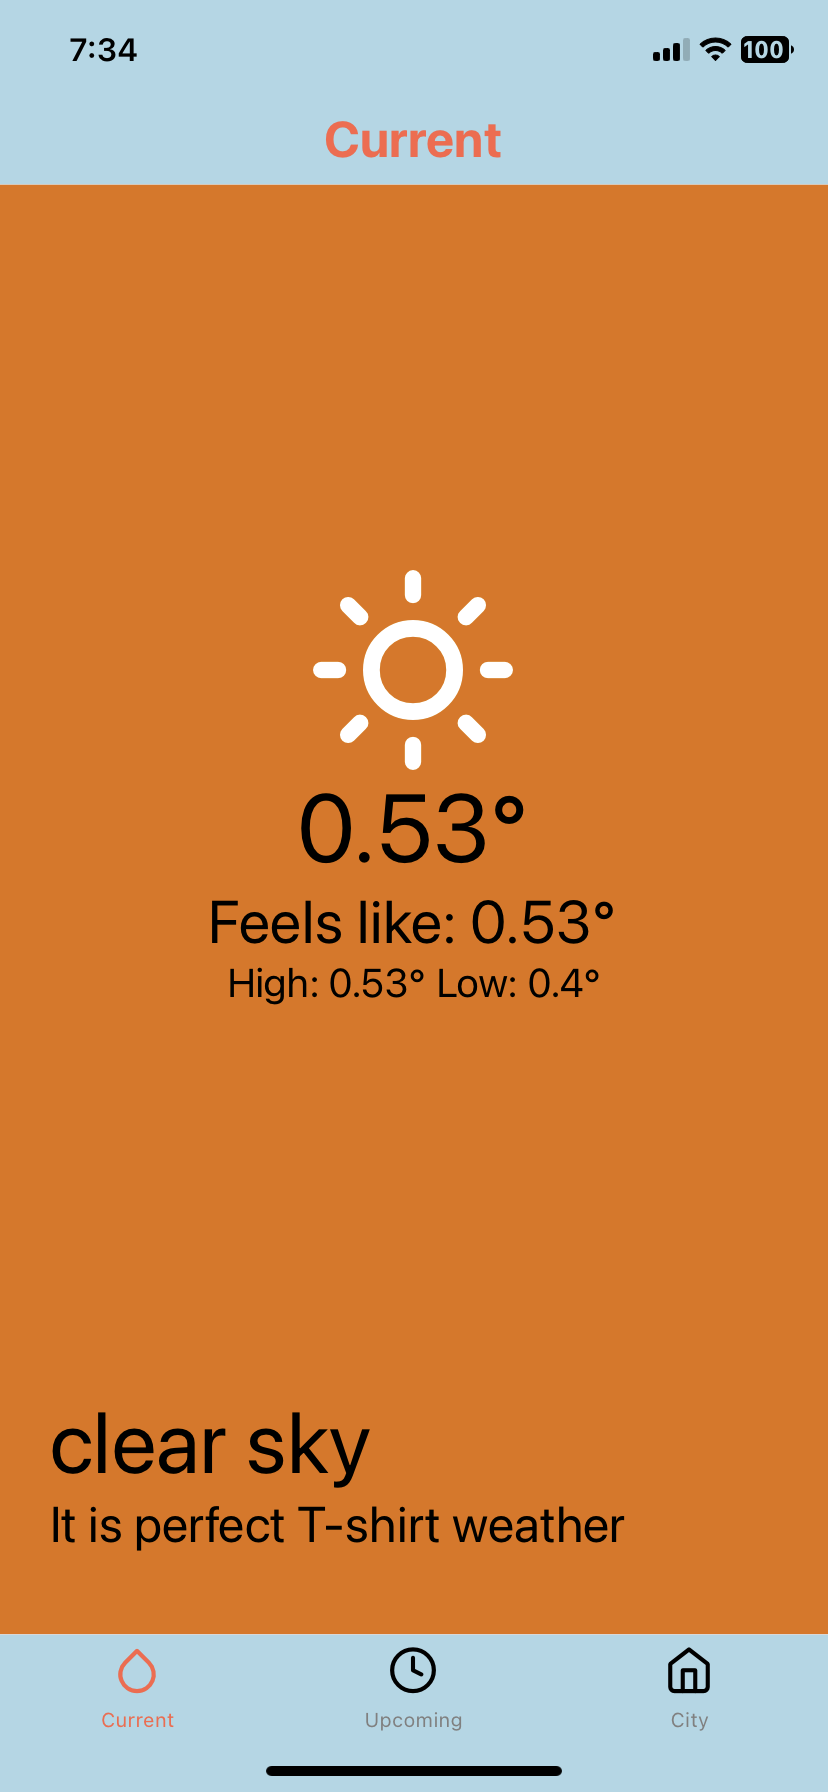 7:34
100
Current
0.53°
Feels like: 0.53°
High: 0.53° Low: 0.4°
clear sky
It is perfect T-shirt weather
Current
Upcoming
City